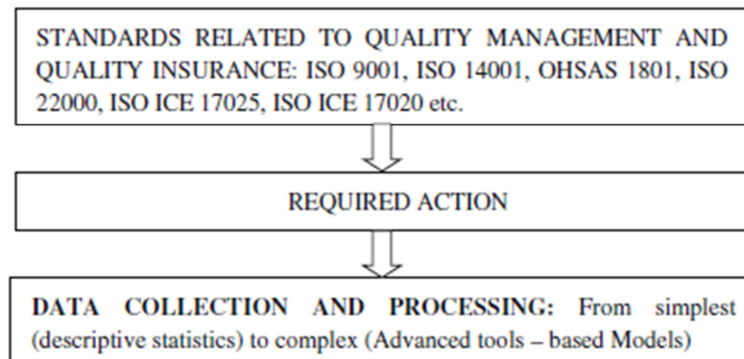 STANDARDS RELATED TO QUALITY MANAGEMENT AND
QUALITY INSURANCE: ISO 9001, ISO 14001, OHSAS 1801, ISO
22000, ISO ICE 17025, ISO ICE 17020 etc.
REQUIRED ACTION
DATA COLLECTION AND PROCESSING: From simplest
(descriptive statistics) to complex (Advanced tools – based Models)